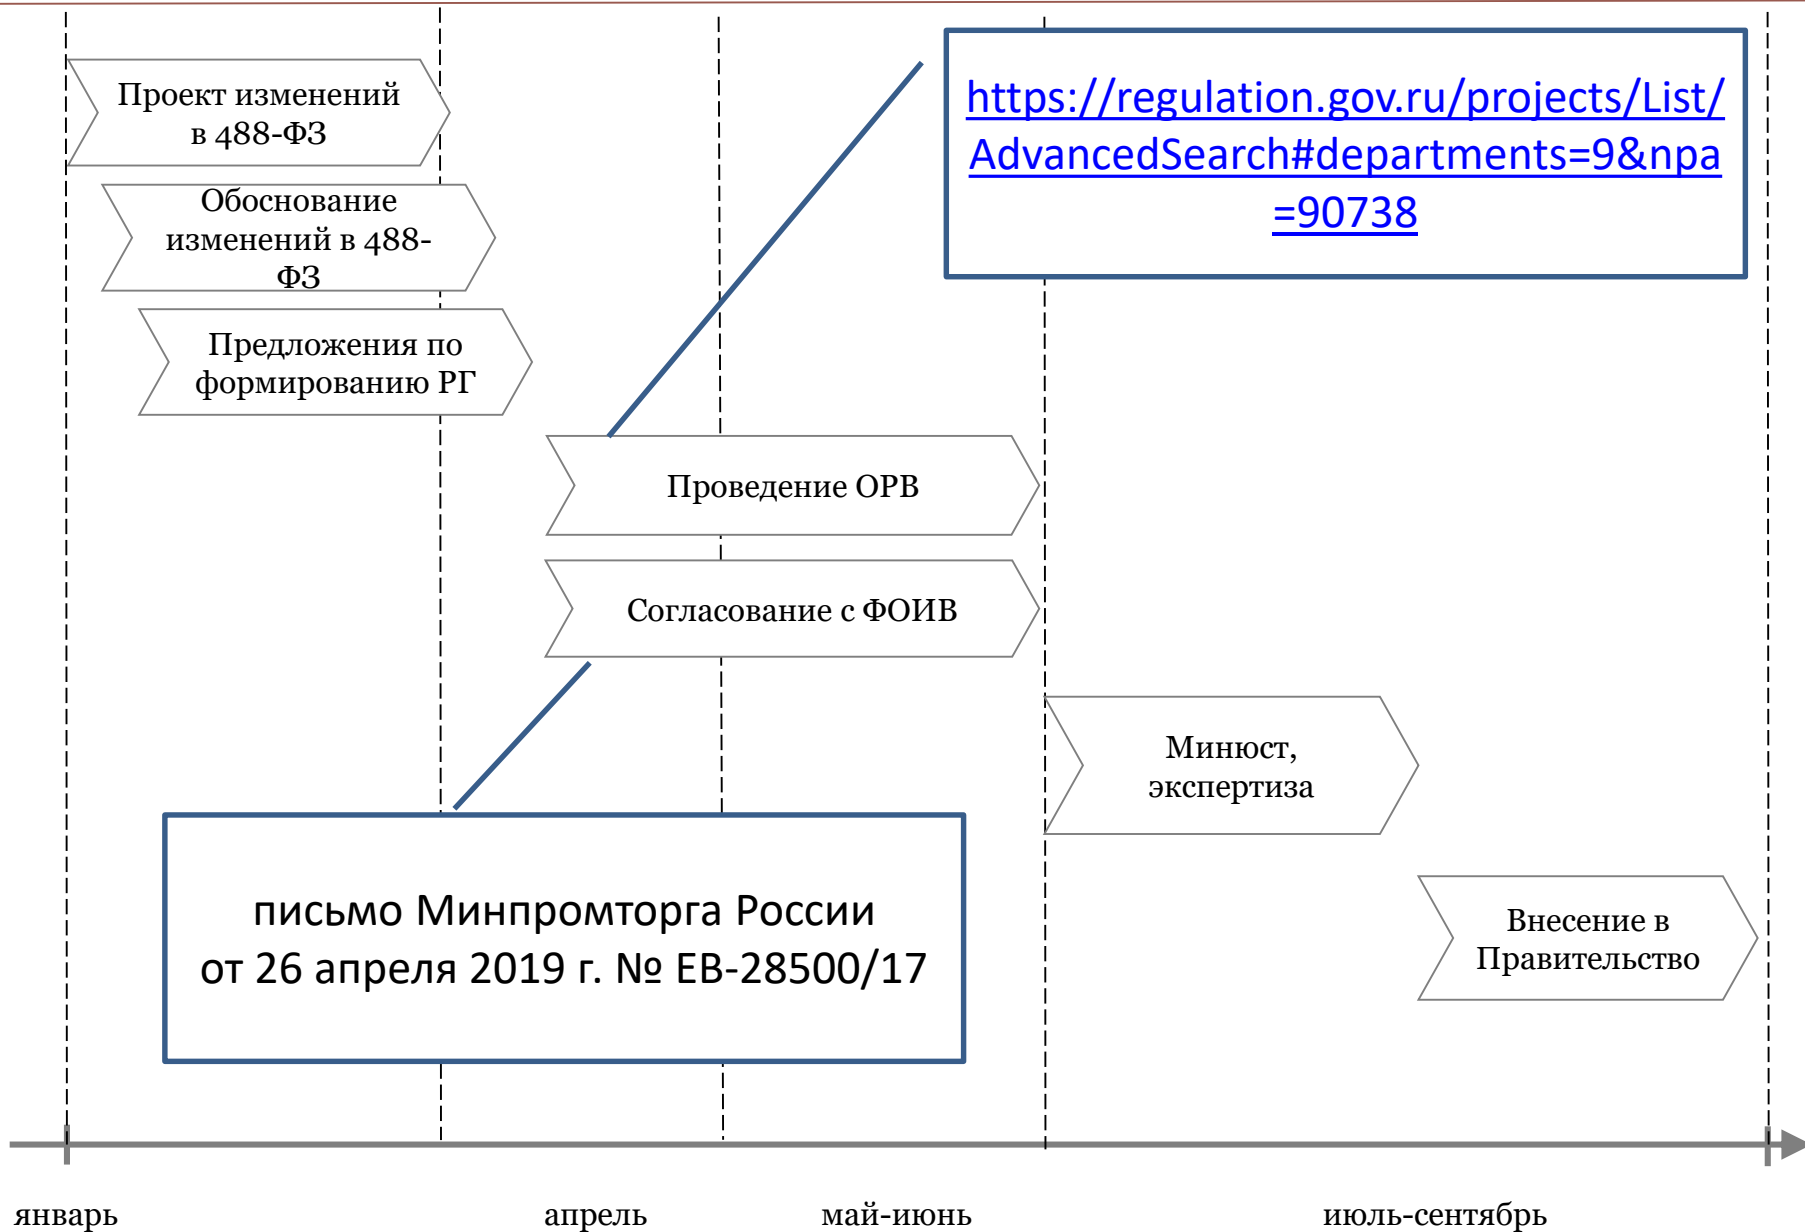 Проект изменений
в 488-ФЗ
https://regulation.gov.ru/projects/List/
AdvancedSearch#departments=9&npa
=90738
Обоснование
изменений в 488-
ФЗ
Предложения по
формированию РГ
Проведение ОРВ
Согласование с ФОИВ
Минюст,
экспертиза
письмо Минпромторга России
от 26 апреля 2019 г. № ЕВ-28500/17
Внесение в
Правительство
январь
апрель
май-июнь
июль-сентябрь